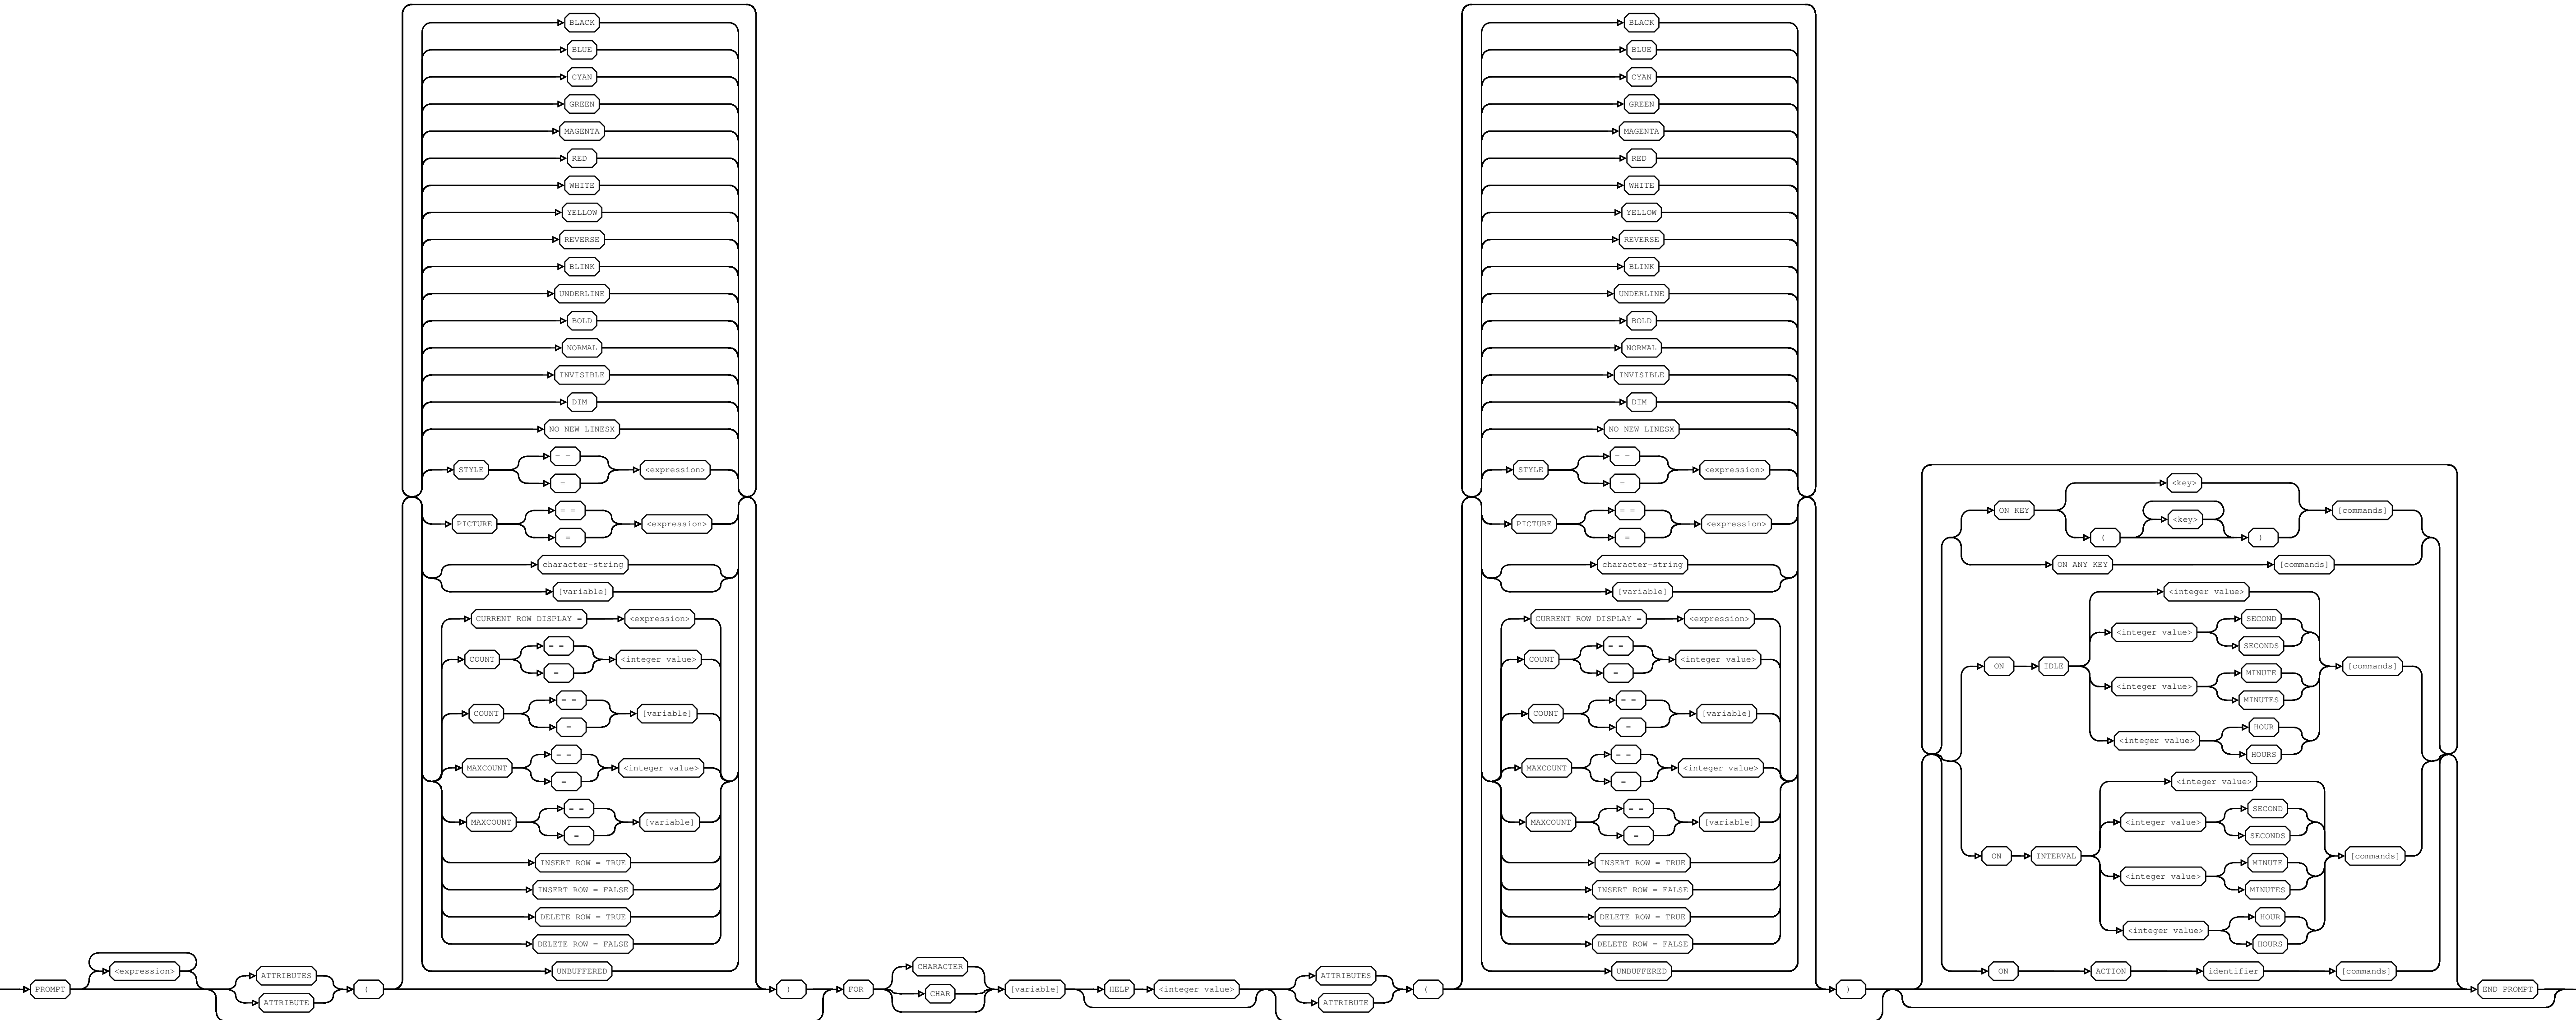 PROMPT
<expression>
ATTRIBUTES
ATTRIBUTE
(
BLACK
BLUE
CYAN
GREEN
MAGENTA
RED
WHITE
YELLOW
REVERSE
BLINK
UNDERLINE
BOLD
NORMAL
INVISIBLE
DIM
NO NEW LINESX
STYLE
= =
=
<expression>
PICTURE
= =
=
<expression>
character-string
[variable]
CURRENT ROW DISPLAY =
<expression>
COUNT
= =
=
<integer value>
COUNT
= =
=
[variable]
MAXCOUNT
= =
=
<integer value>
MAXCOUNT
= =
=
[variable]
INSERT ROW = TRUE
INSERT ROW = FALSE
DELETE ROW = TRUE
DELETE ROW = FALSE
UNBUFFERED
)
FOR
CHARACTER
CHAR
[variable]
HELP
<integer value>
ATTRIBUTES
ATTRIBUTE
(
BLACK
BLUE
CYAN
GREEN
MAGENTA
RED
WHITE
YELLOW
REVERSE
BLINK
UNDERLINE
BOLD
NORMAL
INVISIBLE
DIM
NO NEW LINESX
STYLE
= =
=
<expression>
PICTURE
= =
=
<expression>
character-string
[variable]
CURRENT ROW DISPLAY =
<expression>
COUNT
= =
=
<integer value>
COUNT
= =
=
[variable]
MAXCOUNT
= =
=
<integer value>
MAXCOUNT
= =
=
[variable]
INSERT ROW = TRUE
INSERT ROW = FALSE
DELETE ROW = TRUE
DELETE ROW = FALSE
UNBUFFERED
)
ON KEY
<key>
(
<key>
)
[commands]
ON ANY KEY
[commands]
ON
IDLE
<integer value>
<integer value>
SECOND
SECONDS
<integer value>
MINUTE
MINUTES
<integer value>
HOUR
HOURS
[commands]
ON
INTERVAL
<integer value>
<integer value>
SECOND
SECONDS
<integer value>
MINUTE
MINUTES
<integer value>
HOUR
HOURS
[commands]
ON
ACTION
identifier
[commands]
END PROMPT